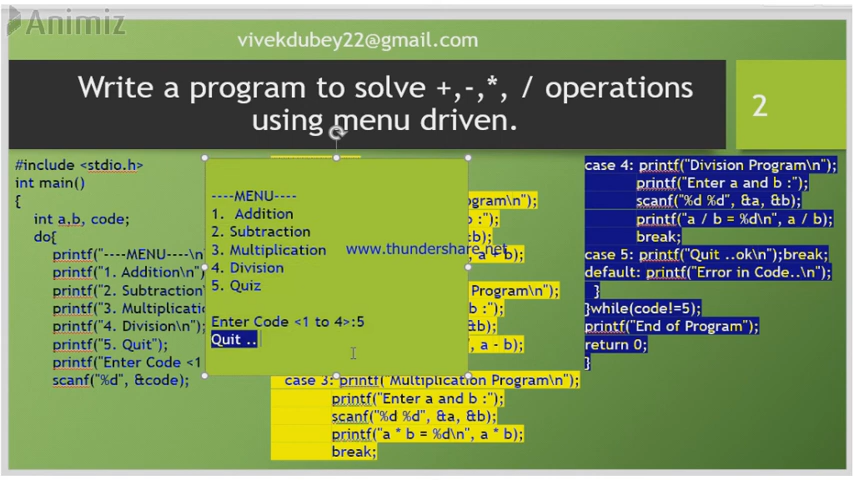 Animiz
vivekdubey22@gmail.com
Write a program to solve +,-,*, / operations
using menu driven.
2
#include <stdio.h>
int main()
{
int a.b, code;
do{
printf("----MENU----\n
printf("1. Addition\n")
printf("2. Subtraction
printf("3. Multiplicatio
printf("4. Division\n");
printf("5. Quit");
printf("Enter Code <1
scanf("%d", &code);
----MENU----
1. Addition
2. Subtraction
3. Multiplication
4. Division
5. Quiz
Enter Code <1 to 4>:5
Quit ..
www.thundershare.net
ogram\n");
b :");
&b);
a + b);
Program\n");
b :");
&b);
, a - b);
case 3: printf("Multiplication Program\n");
printf("Enter a and b :");
scanf("%d %d", &a, &b);
printf("a * b = %d\n", a * b);
break;
case 4: printf("Division Program\n");
printf("Enter a and b :");
scanf("%d %d", &a, &b);
printf("a / b = %d\n", a / b);
break;
case 5: printf("Quit ..ok\n");break;
default: printf("Error in Code..\n");
}
}while(code!=5);
printf("End of Program");
return 0;
}